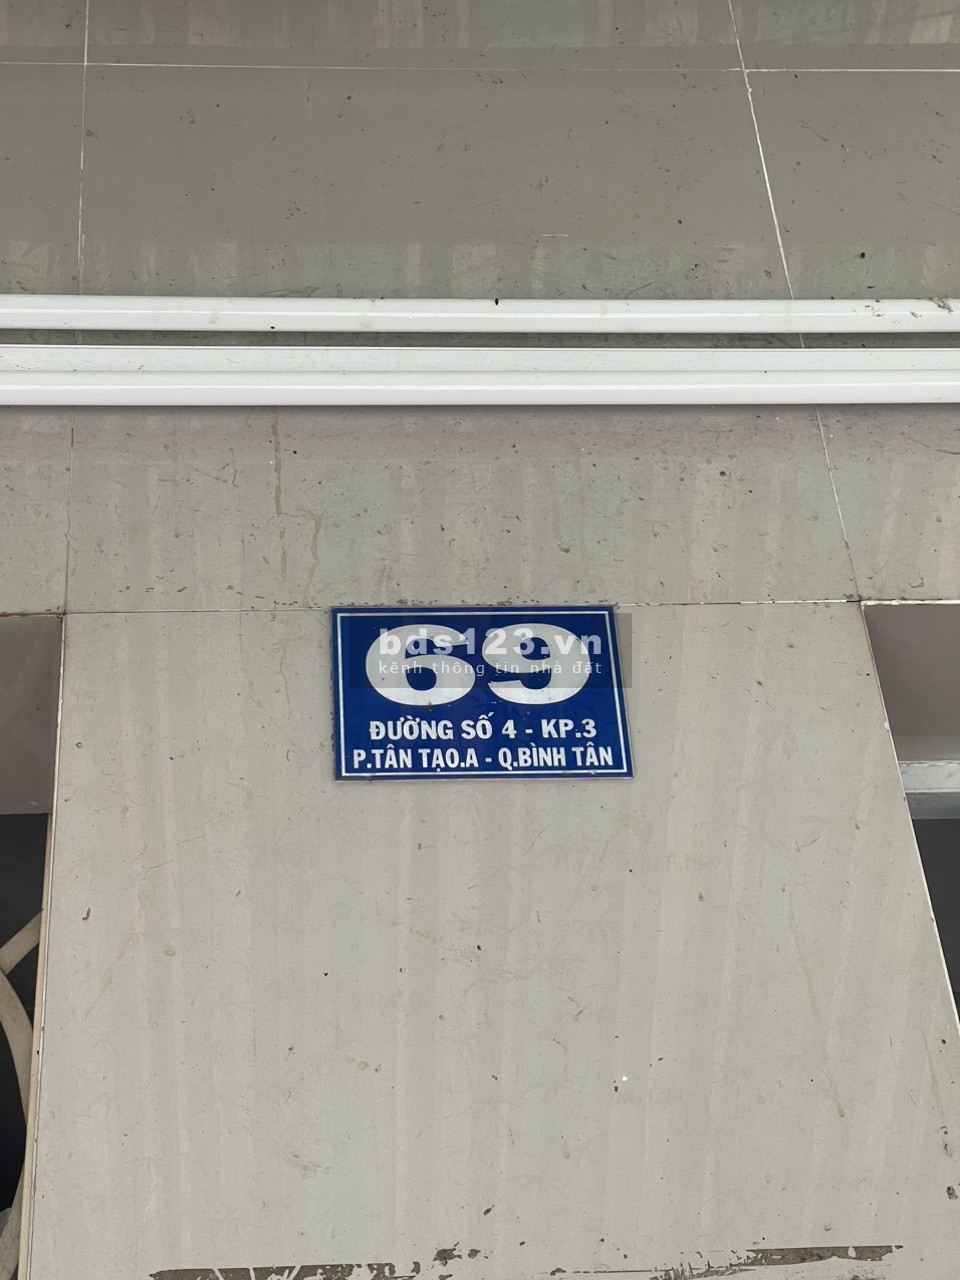 69
bds123.vn
kênh thông tin nhà đất
ĐƯỜNG SỐ 4 - KP.3
P.TÂN TẠO.A - Q.BÌNH TÂN